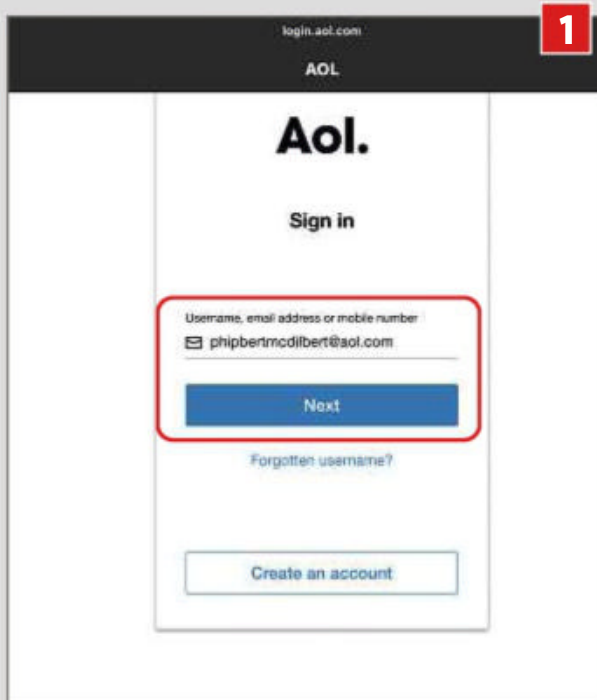 login.aol.com
1
AOL
Aol.
Sign in
Username, email address or mobile number
phipbertmcdilbert@aol.com
Next
Forgotten username?
Create an account